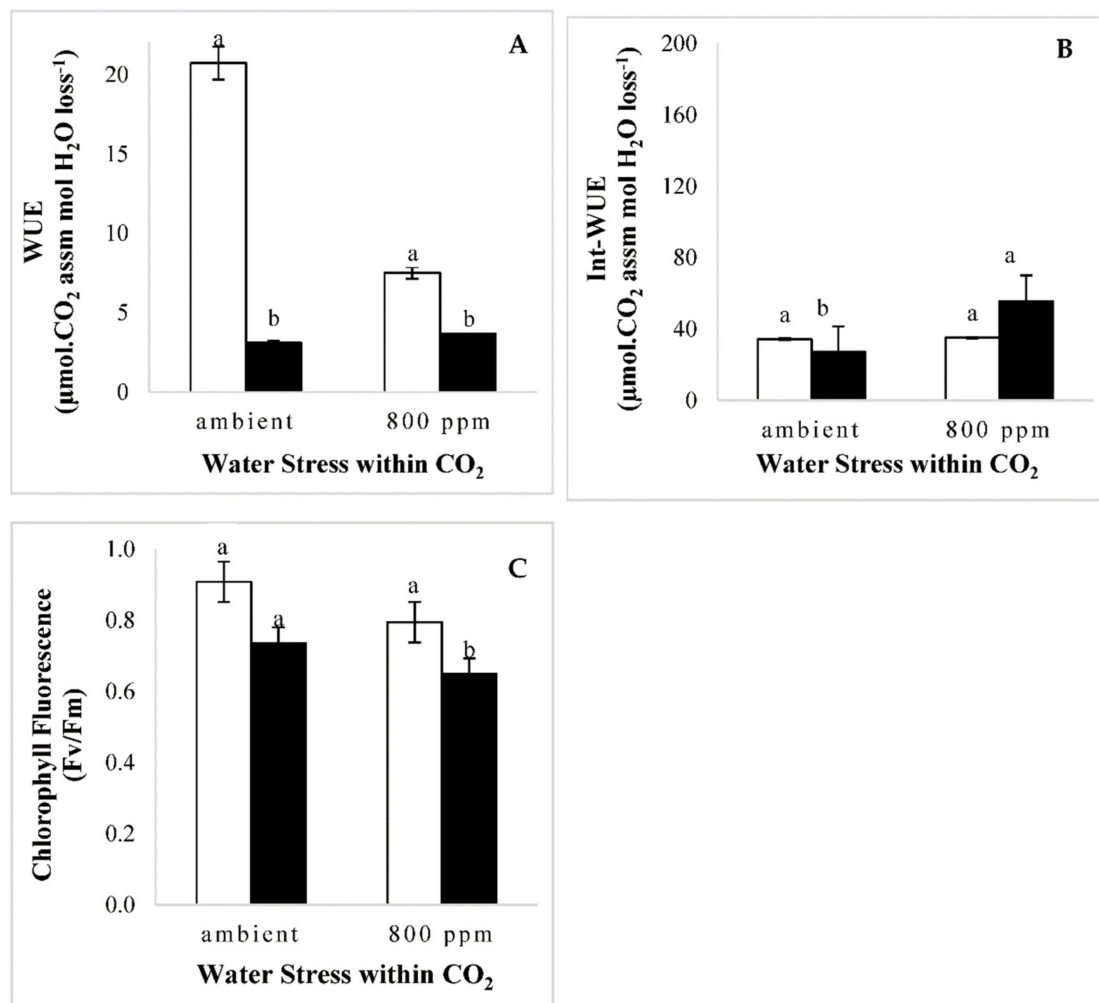 A
WUE
(µmol.CO₂ assm mol H₂O loss⁻¹)
20
15
10
5
0
a
b
a
b
ambient
800 ppm
Water Stress within CO₂
B
Int-WUE
(µmol.CO₂ assm mol H₂O loss⁻¹)
200
160
120
80
40
0
a
b
a
a
ambient
800 ppm
Water Stress within CO₂
C
Chlorophyll Fluorescence
(Fv/Fm)
1.0
0.8
0.6
0.4
0.2
0.0
a
a
a
b
ambient
800 ppm
Water Stress within CO₂